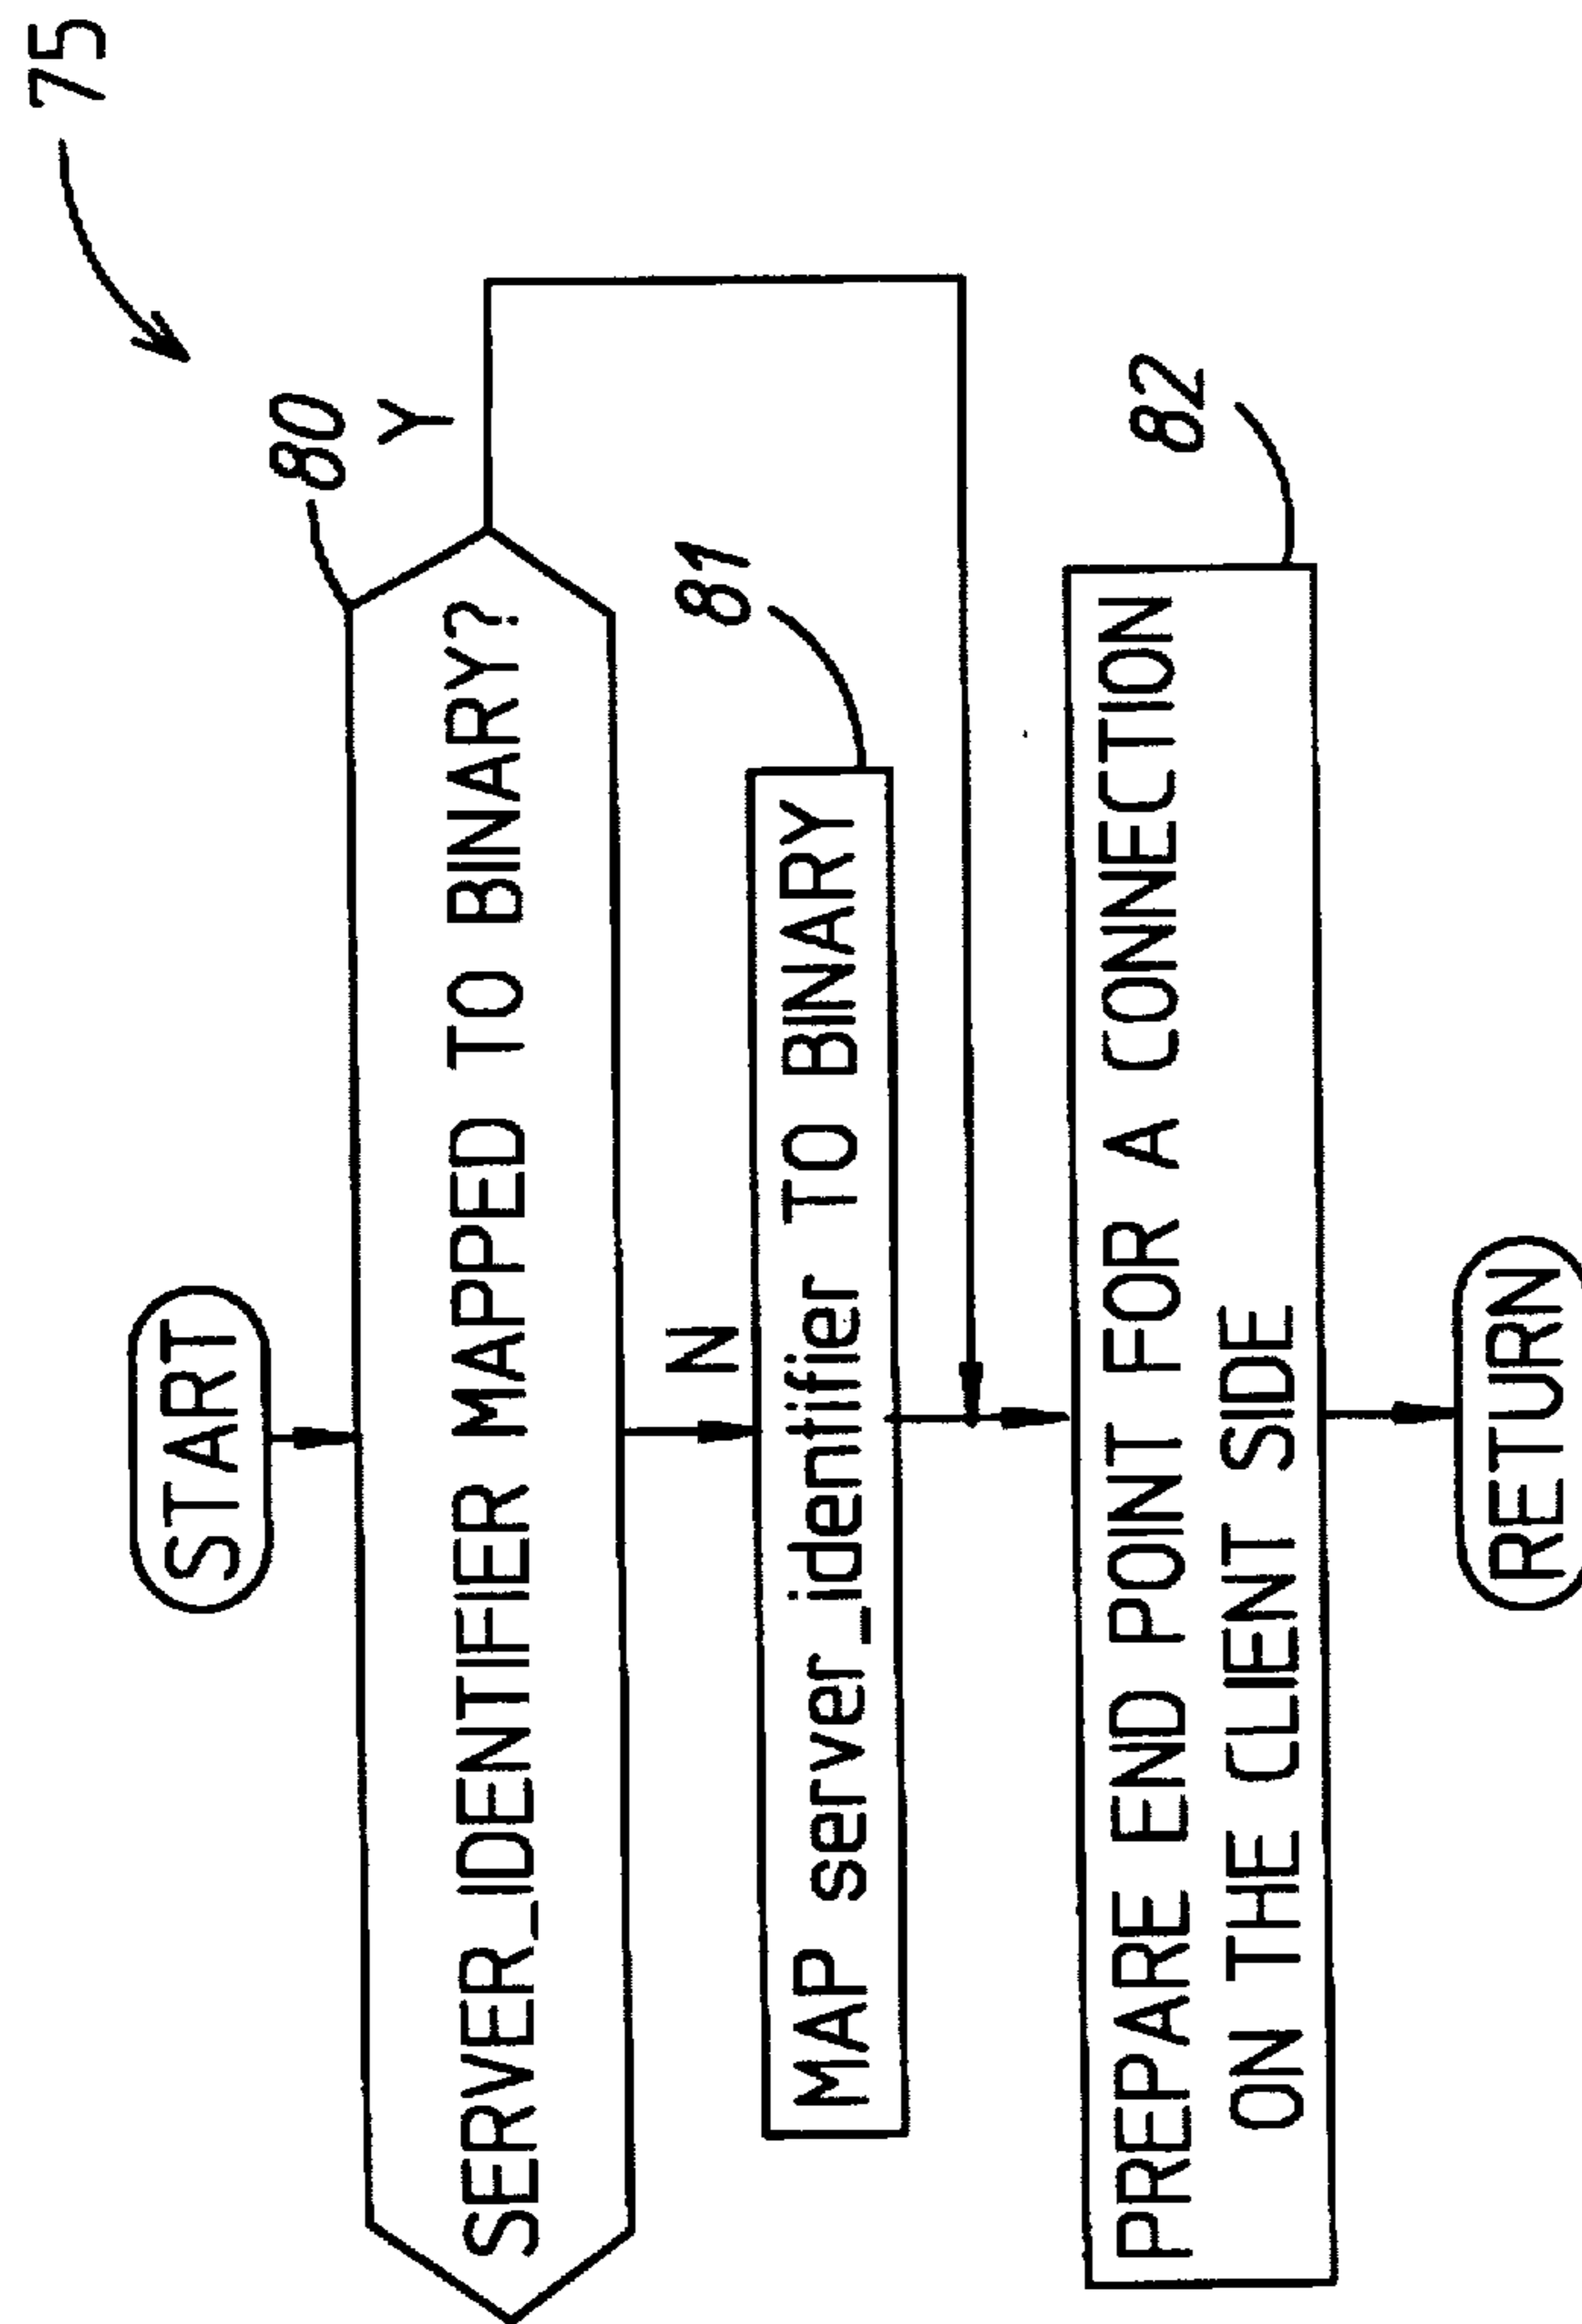 75
START
80
SERVER_IDENTIFIER MAPPED TO BINARY?
Y
N
81
MAP server_identifier TO BINARY
82
PREPARE END POINT FOR A CONNECTION
ON THE CLIENT SIDE
RETURN